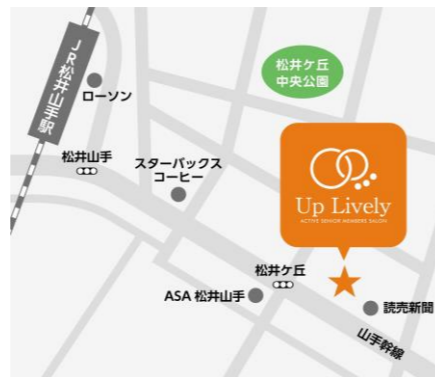 JR松井山手駅
ローソン
松井ケ丘
中央公園
松井山手
スターバックス
コーヒー
Up Lively
ACTIVE SENIOR MEMBERS SALON
松井ケ丘
ASA 松井山手
読売新聞
山手幹線